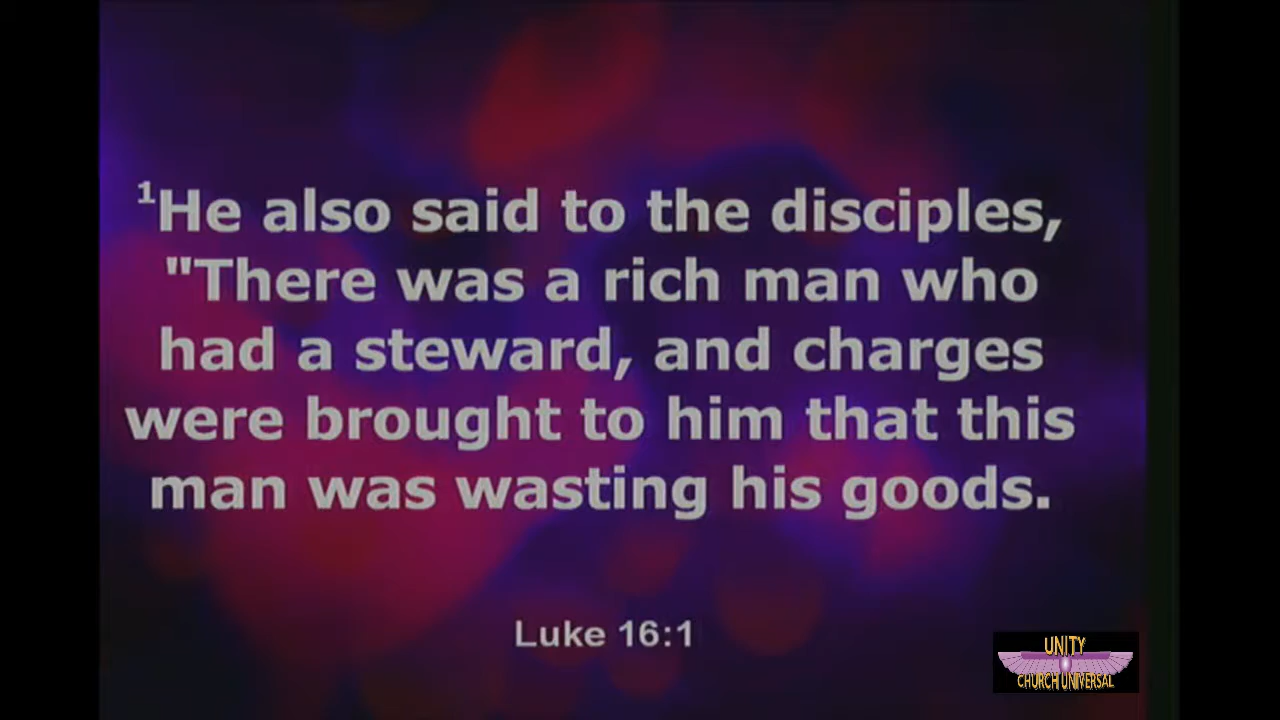 ¹He also said to the disciples,
"There was a rich man who
had a steward, and charges
were brought to him that this
man was wasting his goods.
Luke 16:1
UNITY
CHURCH UNIVERSAL